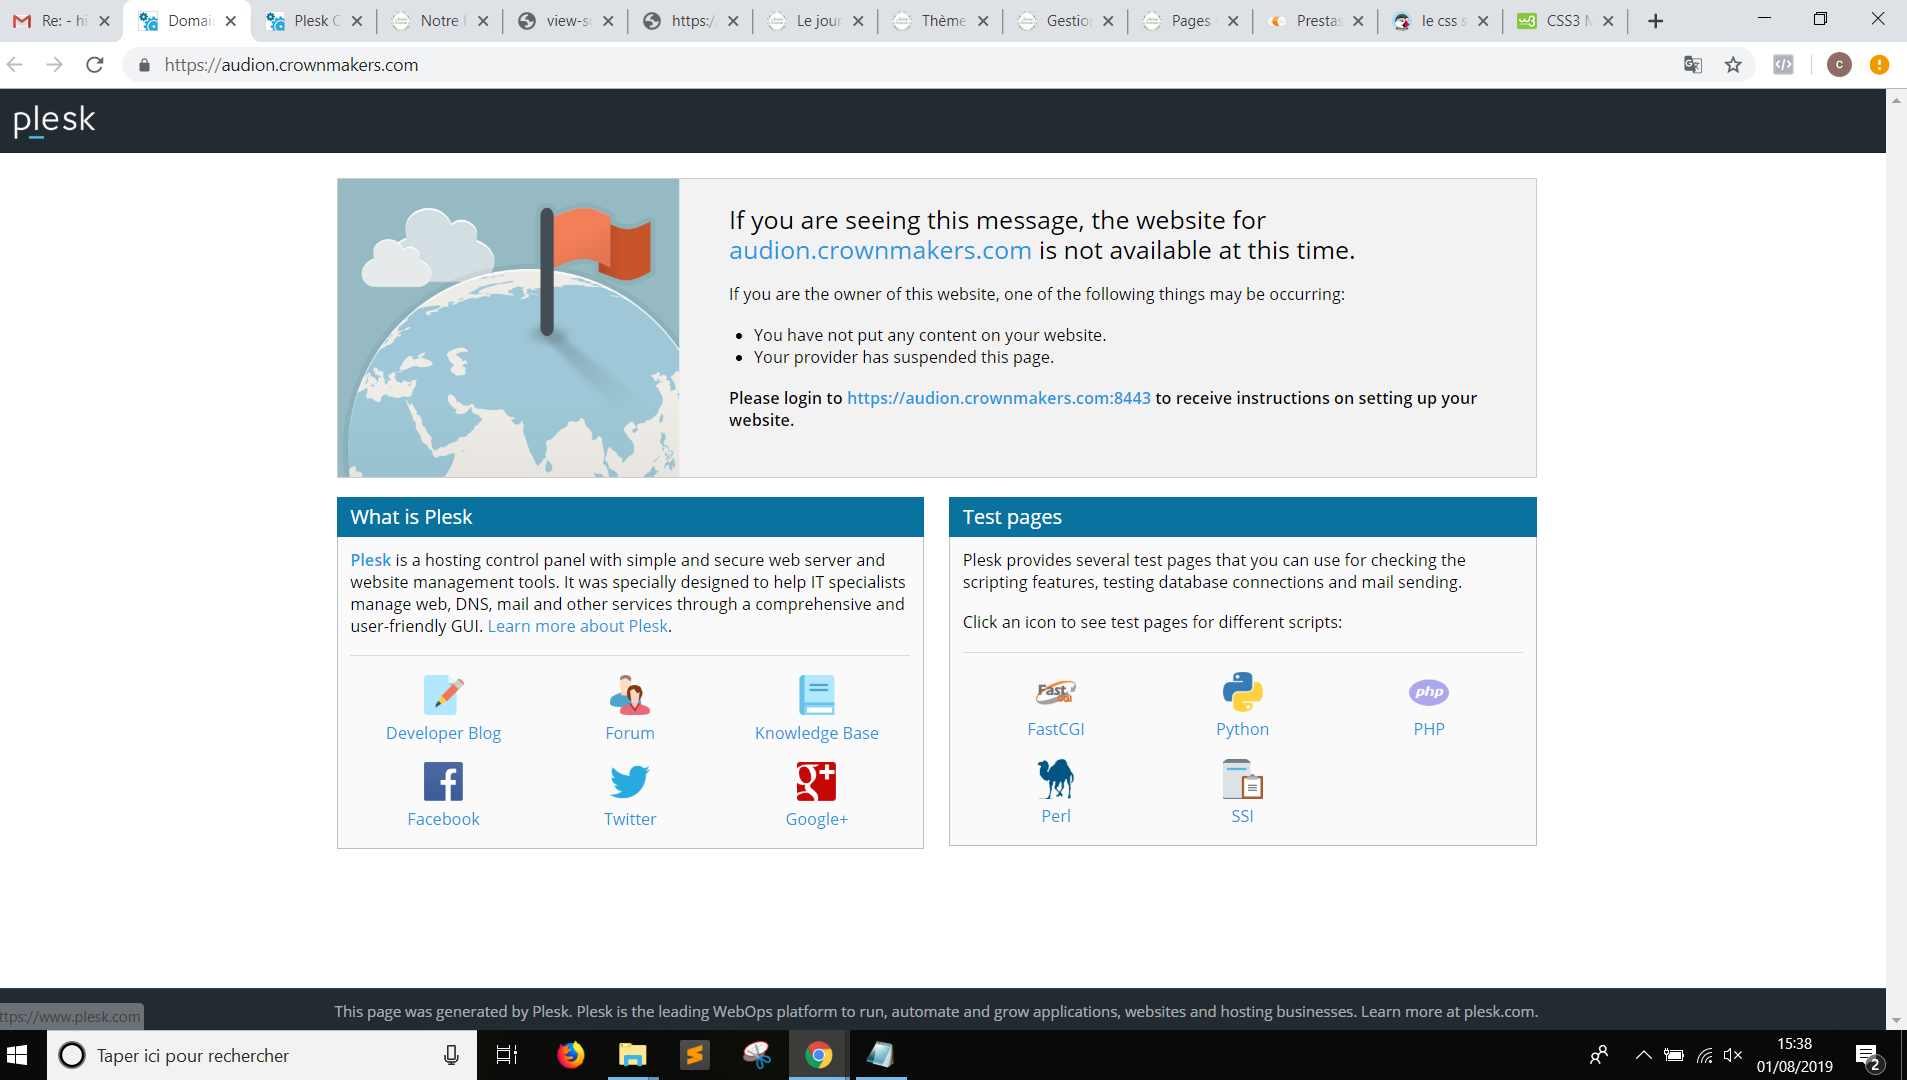 Re: - hi
Domai
Plesk O
Notre
view-so
https:/
Le jour
Thème
Gestion
Pages
Prestas
le css s
CSS3 M
https://audion.crownmakers.com
C
plesk
If you are seeing this message, the website for
audion.crownmakers.com is not available at this time.
If you are the owner of this website, one of the following things may be occurring:
• You have not put any content on your website.
• Your provider has suspended this page.
Please login to https://audion.crownmakers.com:8443 to receive instructions on setting up your
website.
What is Plesk
Plesk is a hosting control panel with simple and secure web server and
website management tools. It was specially designed to help IT specialists
manage web, DNS, mail and other services through a comprehensive and
user-friendly GUI. Learn more about Plesk.
Developer Blog
Forum
Knowledge Base
Facebook
Twitter
Google+
Test pages
Plesk provides several test pages that you can use for checking the
scripting features, testing database connections and mail sending.
Click an icon to see test pages for different scripts:
Fast CGI
php
FastCGI
Python
PHP
Perl
SSI
This page was generated by Plesk. Plesk is the leading WebOps platform to run, automate and grow applications, websites and hosting businesses. Learn more at plesk.com.
ttps://www.plesk.com
Taper ici pour rechercher
15:38
01/08/2019
2